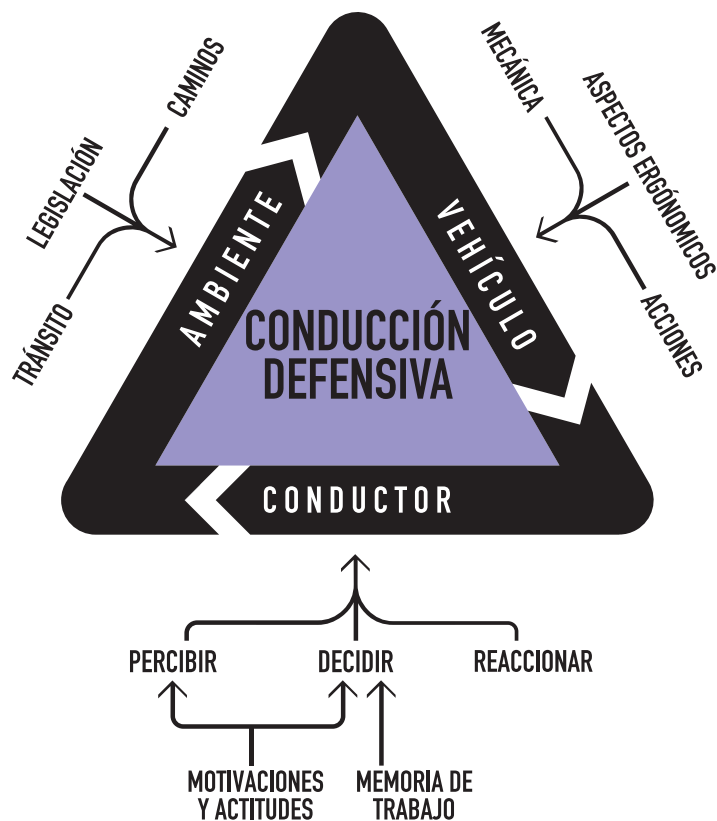 CAMINOS
LEGISLACIÓN
TRÁNSITO
MECÁNICA
ASPECTOS ERGÓNOMICOS
ACCIONES
AMBIENTE
VEHÍCULO
CONDUCCIÓN
DEFENSIVA
CONDUCTOR
PERCIBIR
DECIDIR
REACCIONAR
MOTIVACIONES
Y ACTITUDES
MEMORIA DE
TRABAJO